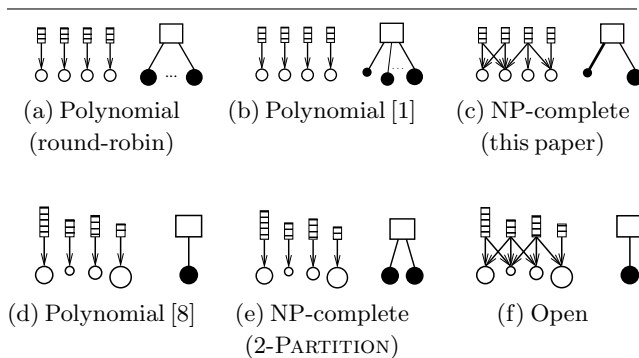 (a) Polynomial
(round-robin)
(b) Polynomial [1]
(c) NP-complete
(this paper)
(d) Polynomial [8]
(e) NP-complete
(2-PARTITION)
(f) Open